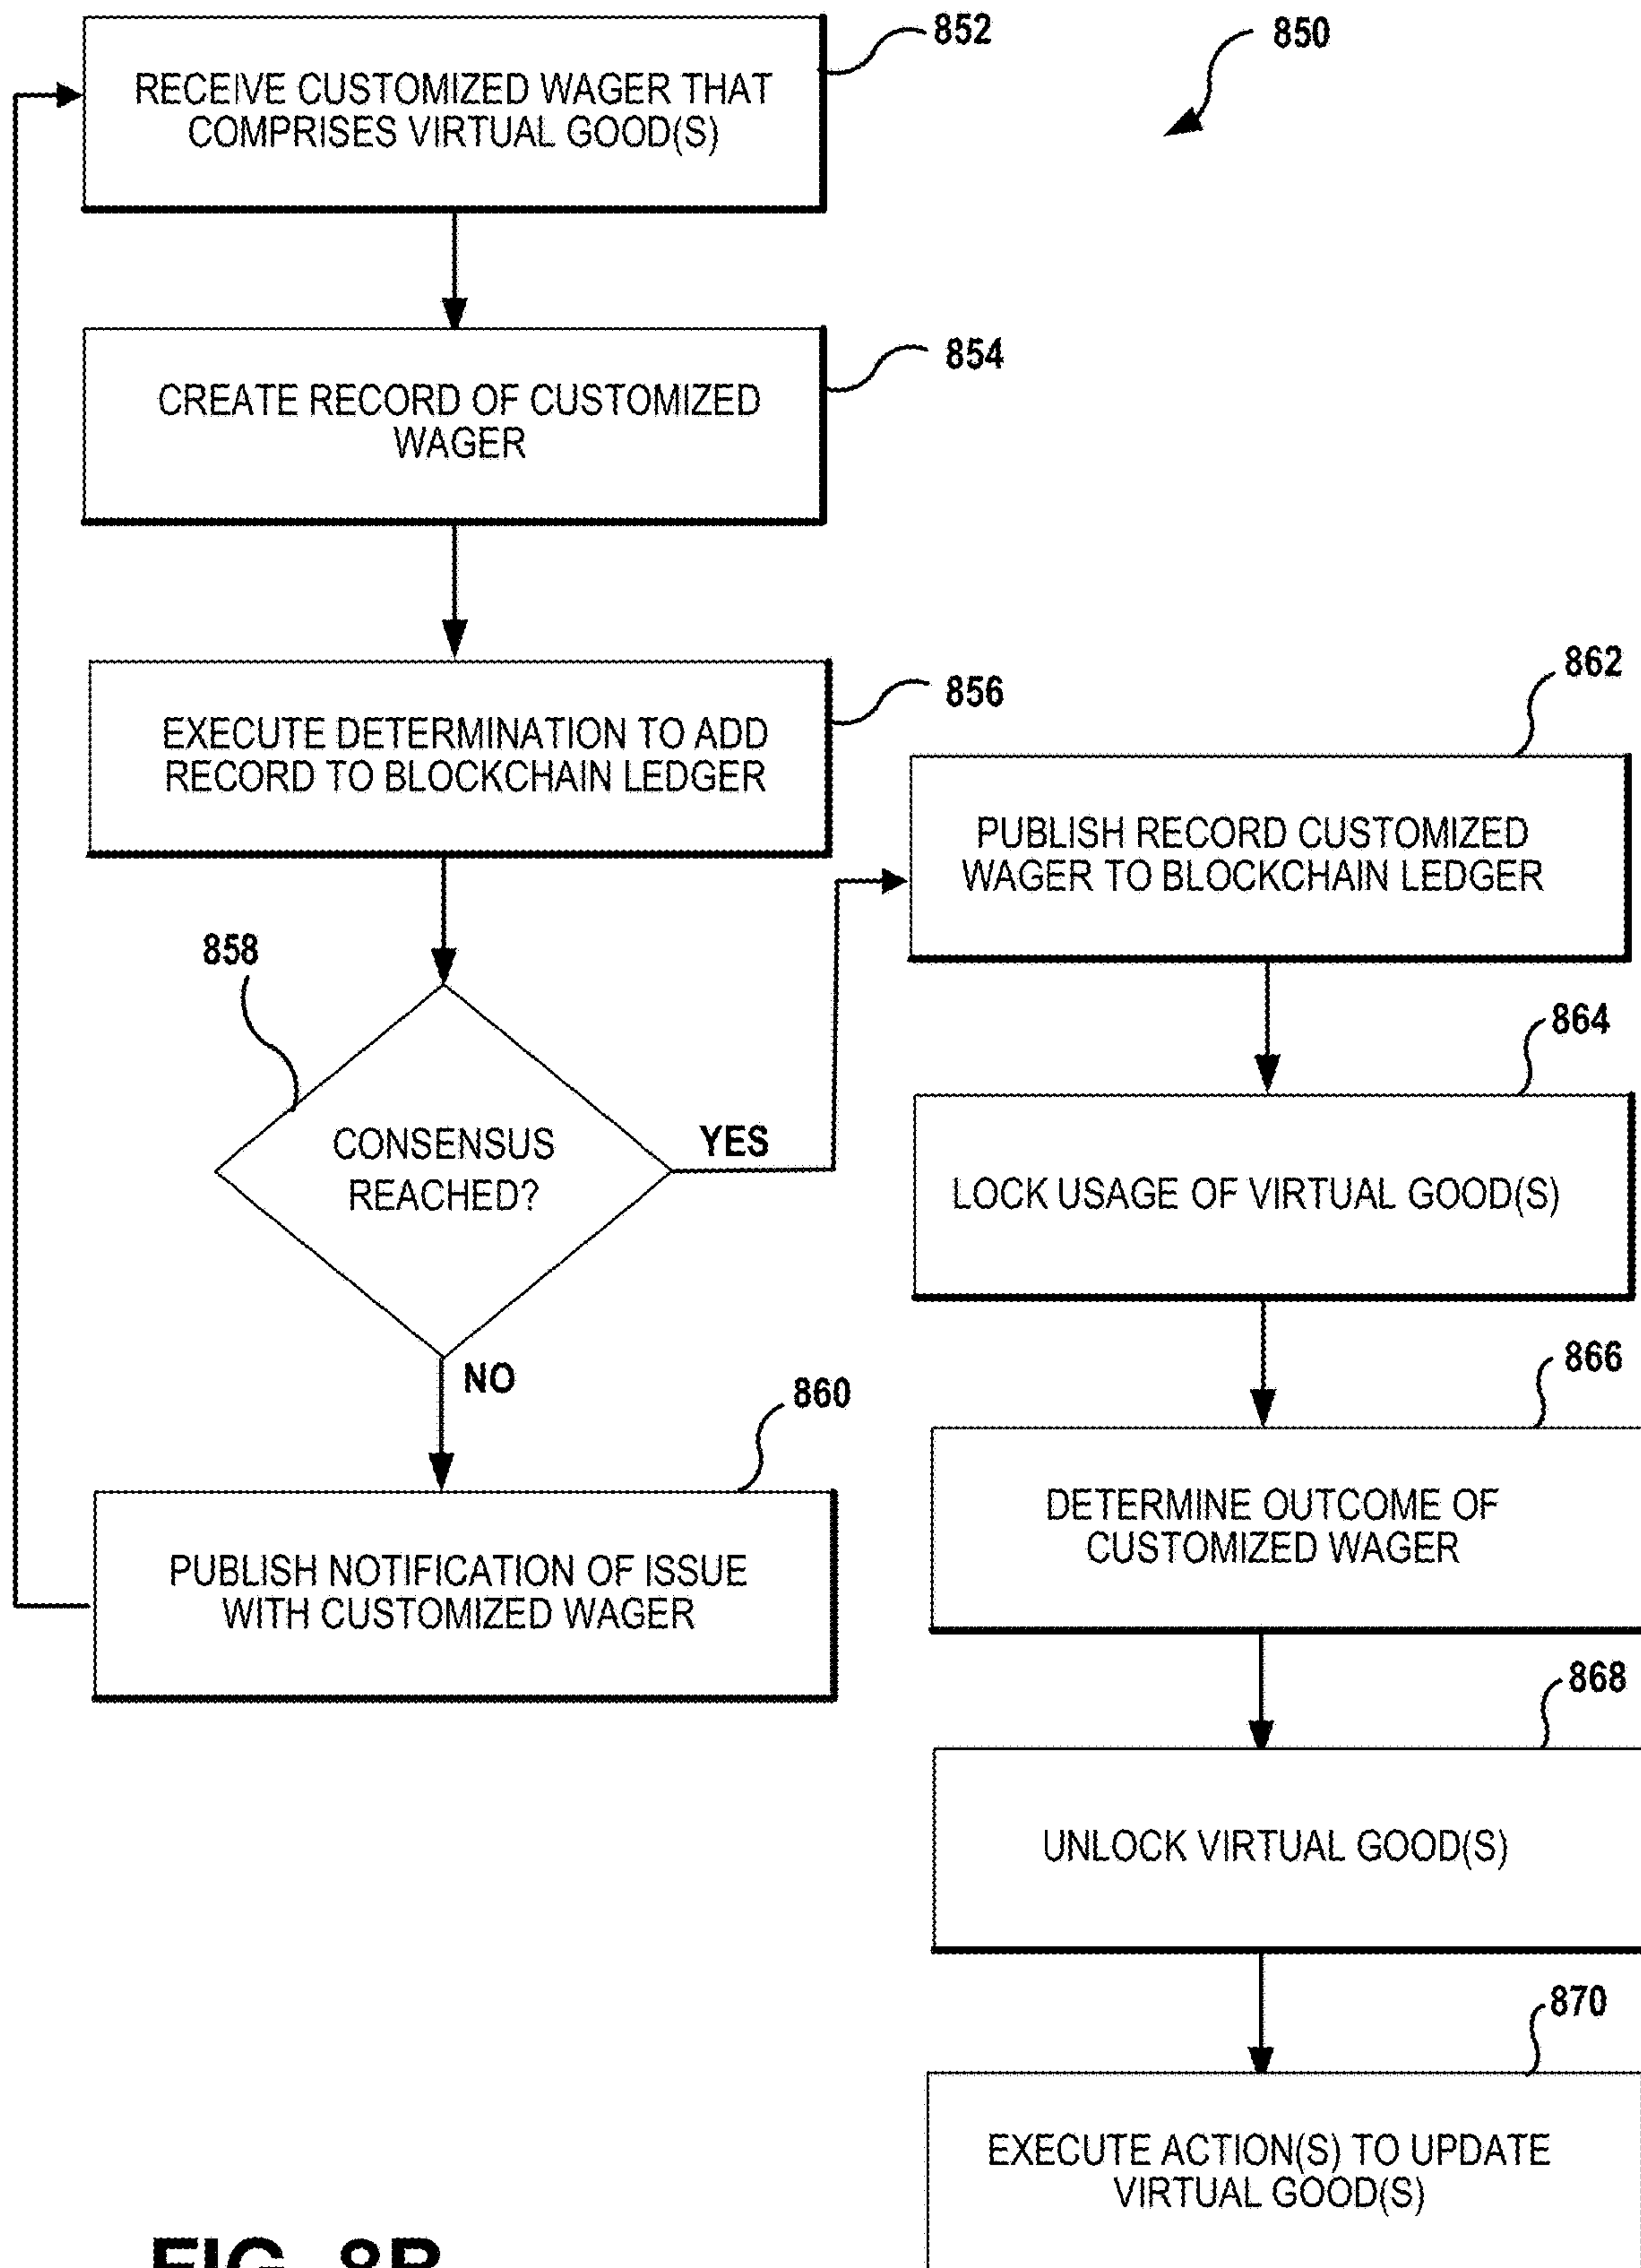 852
850
RECEIVE CUSTOMIZED WAGER THAT
COMPRISES VIRTUAL GOOD(S)
854
CREATE RECORD OF CUSTOMIZED
WAGER
856
EXECUTE DETERMINATION TO ADD
RECORD TO BLOCKCHAIN LEDGER
858
CONSENSUS
REACHED?
YES
NO
860
PUBLISH NOTIFICATION OF ISSUE
WITH CUSTOMIZED WAGER
862
PUBLISH RECORD CUSTOMIZED
WAGER TO BLOCKCHAIN LEDGER
864
LOCK USAGE OF VIRTUAL GOOD(S)
866
DETERMINE OUTCOME OF
CUSTOMIZED WAGER
868
UNLOCK VIRTUAL GOOD(S)
870
EXECUTE ACTION(S) TO UPDATE
VIRTUAL GOOD(S)